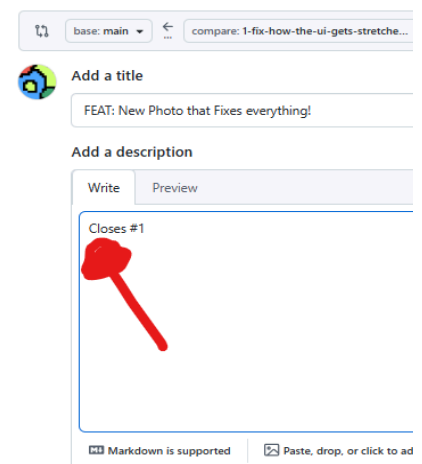 base: main
compare: 1-fix-how-the-ui-gets-stretche...
Add a title
FEAT: New Photo that Fixes everything!
Add a description
Write Preview
Closes #1
Markdown is supported Paste, drop, or click to ad